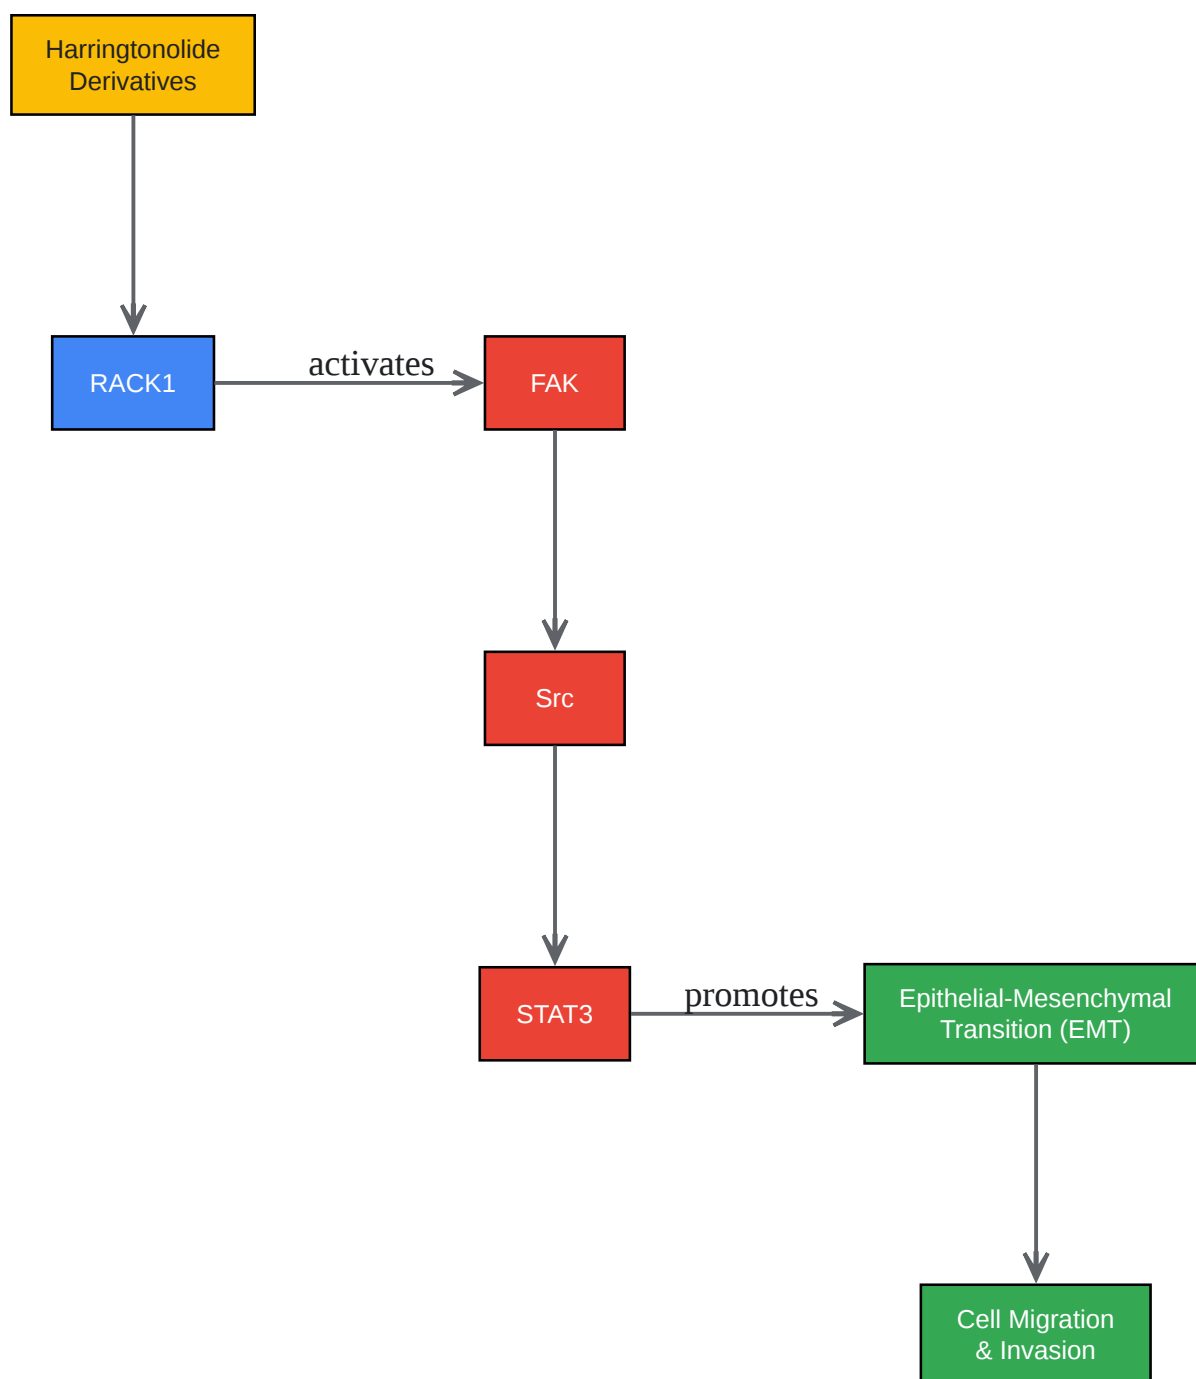 Harringtonolide
Derivatives
RACK1
activates
FAK
Src
STAT3
promotes
Epithelial-Mesenchymal
Transition (EMT)
Cell Migration
& Invasion